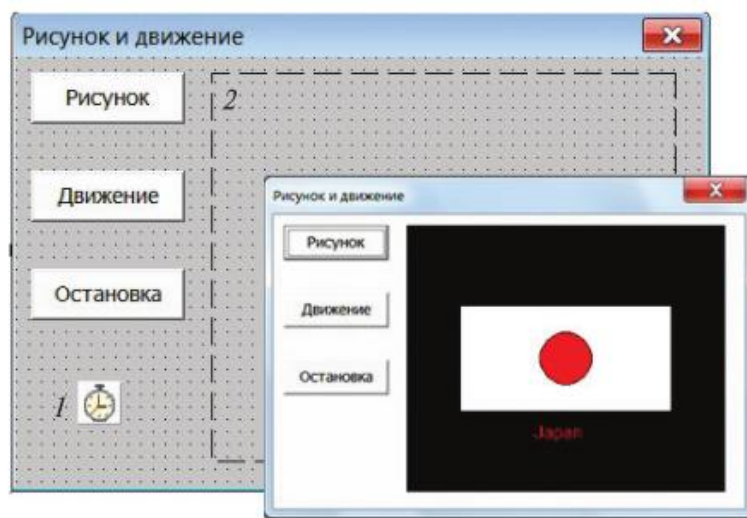 Рисунок и движение
Рисунок
2
Движение
Остановка
1
Рисунок и движение
Рисунок
Движение
Остановка
Japan